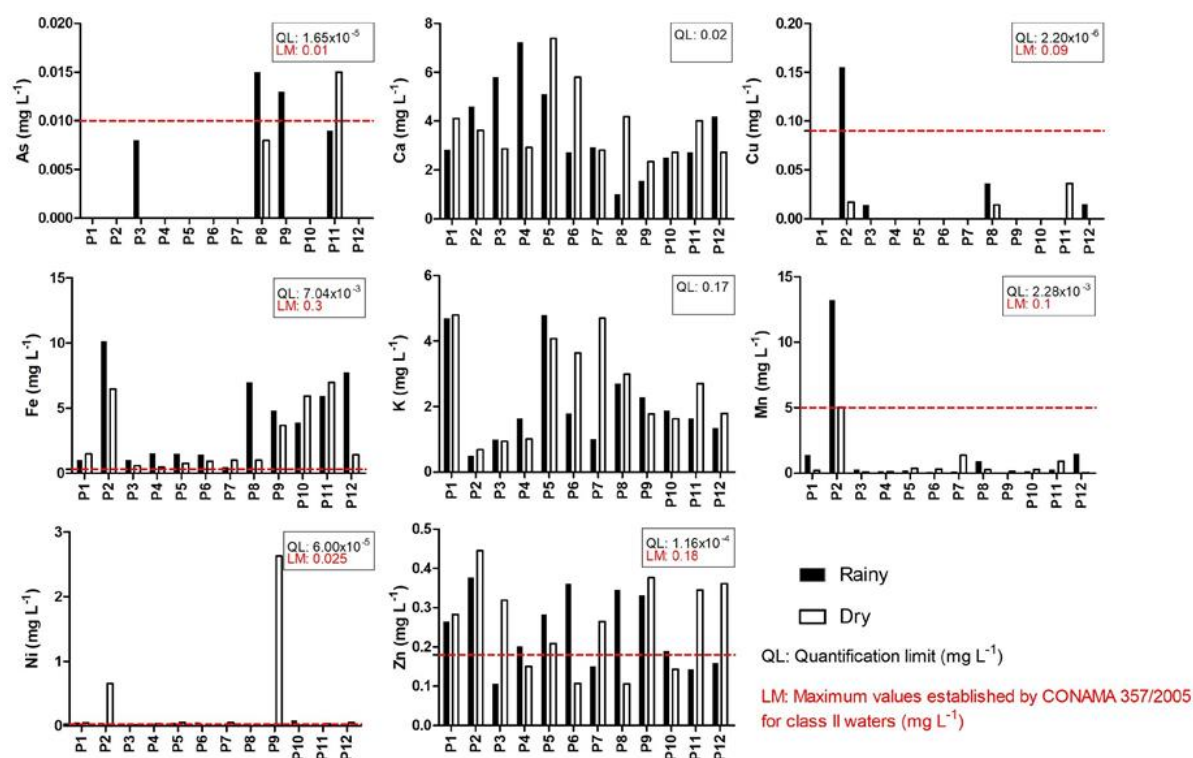 As (mg L⁻¹)
0.020
0.015
0.010
0.005
0.000
QL: 1.65x10⁻⁵
LM: 0.01
P1 P2 P3 P4 P5 P6 P7 P8 P9 P10 P11 P12
Ca (mg L⁻¹)
8
6
4
2
0
QL: 0.02
P1 P2 P3 P4 P5 P6 P7 P8 P9 P10 P11 P12
Cu (mg L⁻¹)
0.20
0.15
0.10
0.05
0.00
QL: 2.20x10⁻⁶
LM: 0.09
P1 P2 P3 P4 P5 P6 P7 P8 P9 P10 P11 P12
Fe (mg L⁻¹)
15
10
5
0
QL: 7.04x10⁻³
LM: 0.3
P1 P2 P3 P4 P5 P6 P7 P8 P9 P10 P11 P12
K (mg L⁻¹)
6
4
2
0
QL: 0.17
P1 P2 P3 P4 P5 P6 P7 P8 P9 P10 P11 P12
Mn (mg L⁻¹)
15
10
5
0
QL: 2.28x10⁻³
LM: 0.1
P1 P2 P3 P4 P5 P6 P7 P8 P9 P10 P11 P12
Ni (mg L⁻¹)
3
2
1
0
QL: 6.00x10⁻⁵
LM: 0.025
P1 P2 P3 P4 P5 P6 P7 P8 P9 P10 P11 P12
Zn (mg L⁻¹)
0.5
0.4
0.3
0.2
0.1
0.0
QL: 1.16x10⁻⁴
LM: 0.18
P1 P2 P3 P4 P5 P6 P7 P8 P9 P10 P11 P12
Rainy
Dry
QL: Quantification limit (mg L⁻¹)
LM: Maximum values established by CONAMA 357/2005
for class II waters (mg L⁻¹)